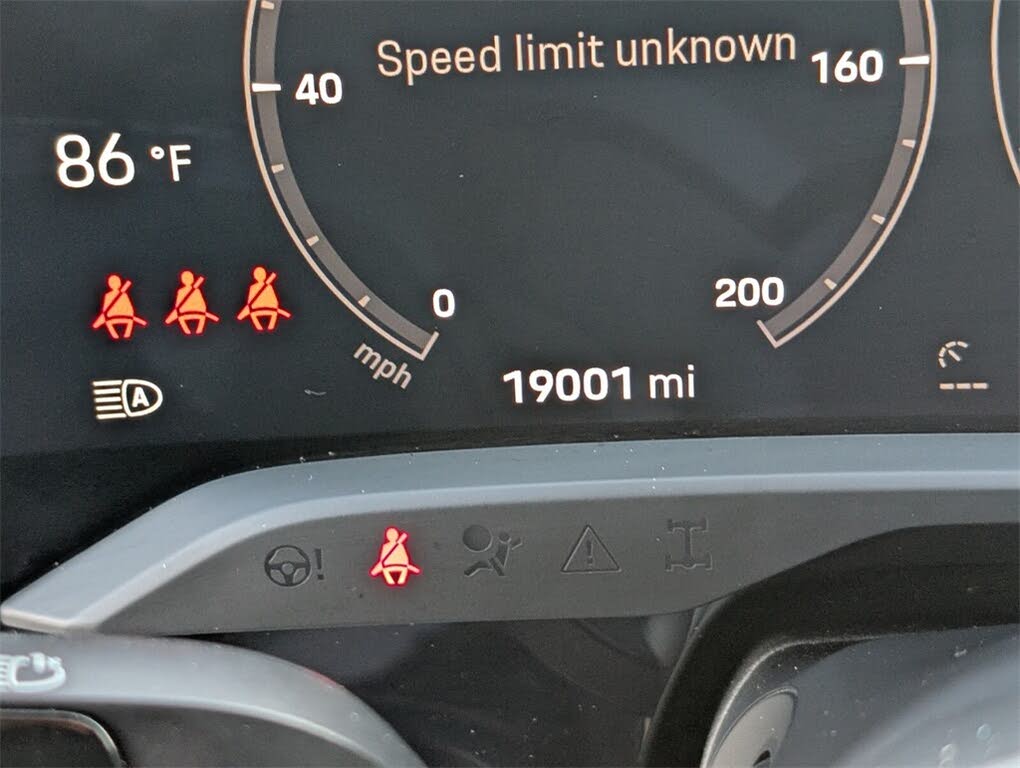 Speed limit unknown
40
160
86 °F
0
200
mph
A
19001 mi